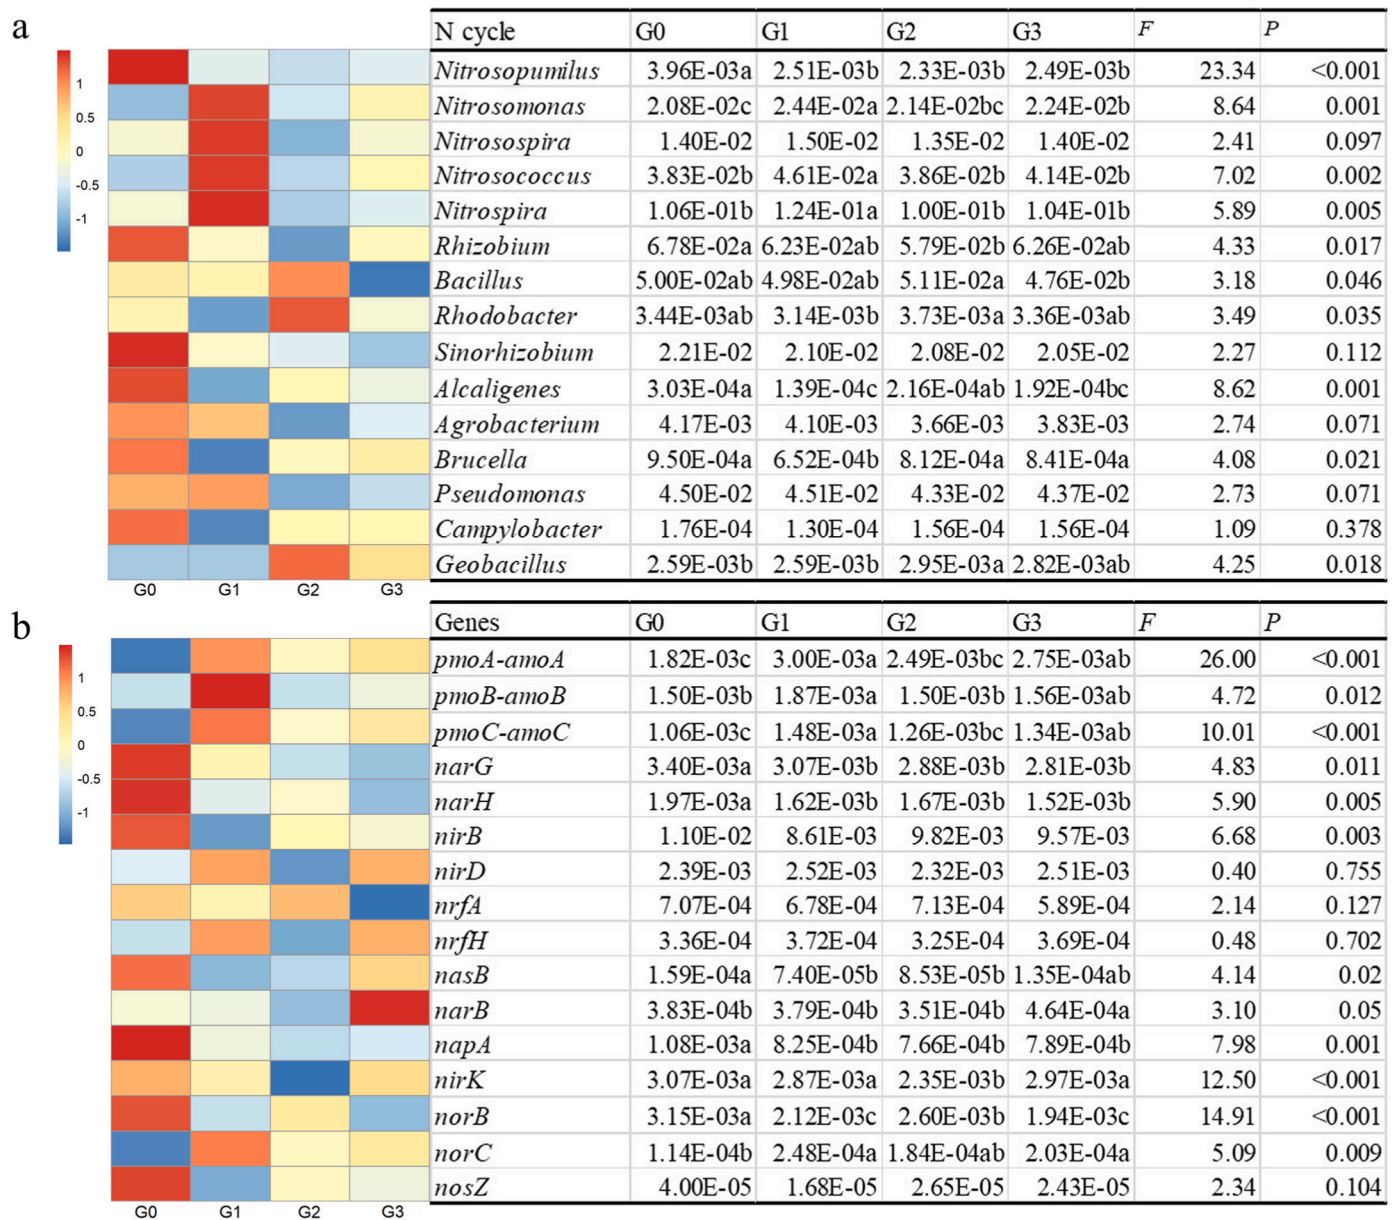 a
N cycle G0 G1 G2 G3 F P
1
0.5
0
-0.5
-1
Nitrosopumilus 3.96E-03a 2.51E-03b 2.33E-03b 2.49E-03b 23.34 <0.001
Nitrosomonas 2.08E-02c 2.44E-02a 2.14E-02bc 2.24E-02b 8.64 0.001
Nitrosospira 1.40E-02 1.50E-02 1.35E-02 1.40E-02 2.41 0.097
Nitrosococcus 3.83E-02b 4.61E-02a 3.86E-02b 4.14E-02b 7.02 0.002
Nitrospira 1.06E-01b 1.24E-01a 1.00E-01b 1.04E-01b 5.89 0.005
Rhizobium 6.78E-02a 6.23E-02ab 5.79E-02b 6.26E-02ab 4.33 0.017
Bacillus 5.00E-02ab 4.98E-02ab 5.11E-02a 4.76E-02b 3.18 0.046
Rhodobacter 3.44E-03ab 3.14E-03b 3.73E-03a 3.36E-03ab 3.49 0.035
Sinorhizobium 2.21E-02 2.10E-02 2.08E-02 2.05E-02 2.27 0.112
Alcaligenes 3.03E-04a 1.39E-04c 2.16E-04ab 1.92E-04bc 8.62 0.001
Agrobacterium 4.17E-03 4.10E-03 3.66E-03 3.83E-03 2.74 0.071
Brucella 9.50E-04a 6.52E-04b 8.12E-04a 8.41E-04a 4.08 0.021
Pseudomonas 4.50E-02 4.51E-02 4.33E-02 4.37E-02 2.73 0.071
Campylobacter 1.76E-04 1.30E-04 1.56E-04 1.56E-04 1.09 0.378
Geobacillus 2.59E-03b 2.59E-03b 2.95E-03a 2.82E-03ab 4.25 0.018
G0 G1 G2 G3
b
Genes G0 G1 G2 G3 F P
1
0.5
0
-0.5
-1
pmoA-amoA 1.82E-03c 3.00E-03a 2.49E-03bc 2.75E-03ab 26.00 <0.001
pmoB-amoB 1.50E-03b 1.87E-03a 1.50E-03b 1.56E-03ab 4.72 0.012
pmoC-amoC 1.06E-03c 1.48E-03a 1.26E-03bc 1.34E-03ab 10.01 <0.001
narG 3.40E-03a 3.07E-03b 2.88E-03b 2.81E-03b 4.83 0.011
narH 1.97E-03a 1.62E-03b 1.67E-03b 1.52E-03b 5.90 0.005
nirB 1.10E-02 8.61E-03 9.82E-03 9.57E-03 6.68 0.003
nirD 2.39E-03 2.52E-03 2.32E-03 2.51E-03 0.40 0.755
nrfA 7.07E-04 6.78E-04 7.13E-04 5.89E-04 2.14 0.127
nrfH 3.36E-04 3.72E-04 3.25E-04 3.69E-04 0.48 0.702
nasB 1.59E-04a 7.40E-05b 8.53E-05b 1.35E-04ab 4.14 0.02
narB 3.83E-04b 3.79E-04b 3.51E-04b 4.64E-04a 3.10 0.05
napA 1.08E-03a 8.25E-04b 7.66E-04b 7.89E-04b 7.98 0.001
nirK 3.07E-03a 2.87E-03a 2.35E-03b 2.97E-03a 12.50 <0.001
norB 3.15E-03a 2.12E-03c 2.60E-03b 1.94E-03c 14.91 <0.001
norC 1.14E-04b 2.48E-04a 1.84E-04ab 2.03E-04a 5.09 0.009
nosZ 4.00E-05 1.68E-05 2.65E-05 2.43E-05 2.34 0.104
G0 G1 G2 G3